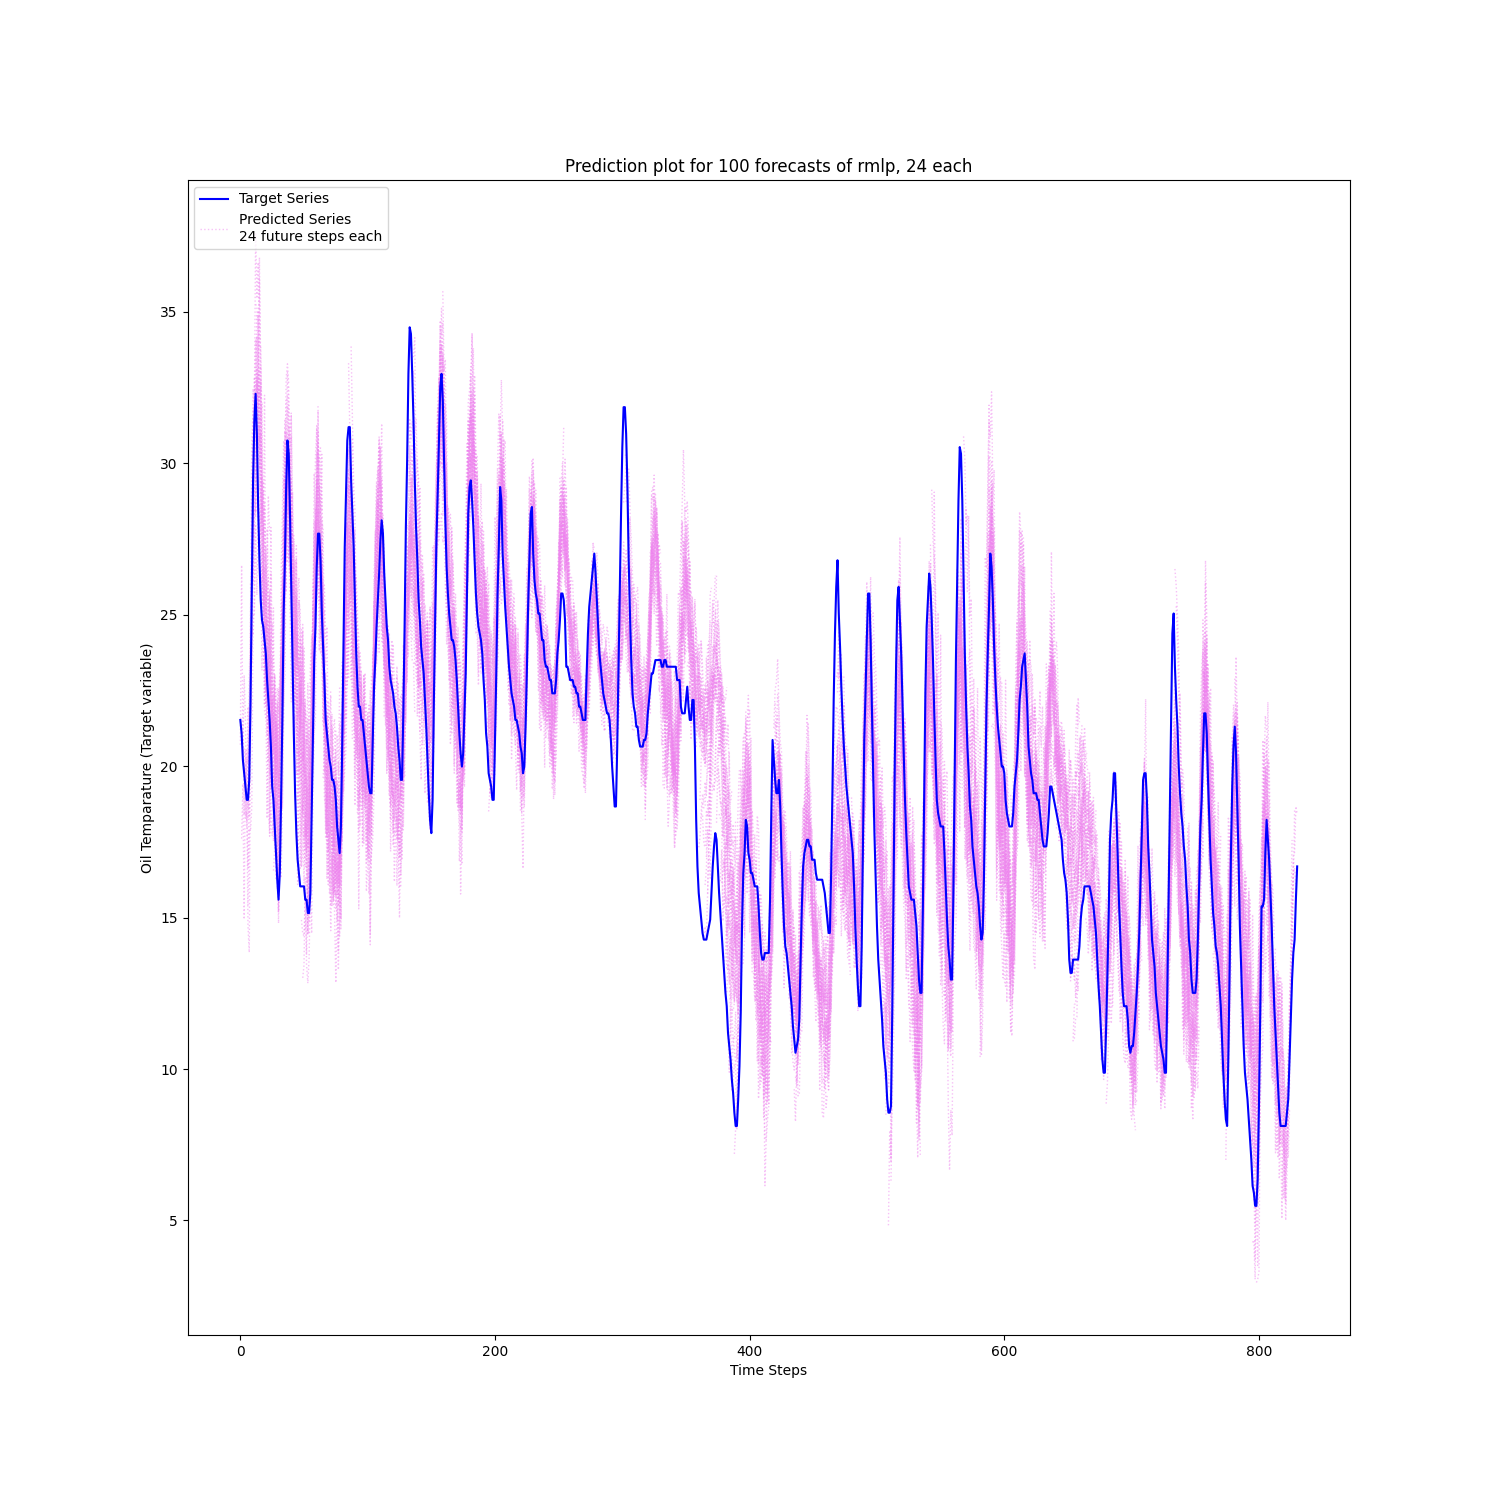 Prediction plot for 100 forecasts of rmlp, 24 each
Target Series
Predicted Series
24 future steps each
35
30
25
20
15
10
5
Oil Temparature (Target variable)
0
200
400
600
800
Time Steps